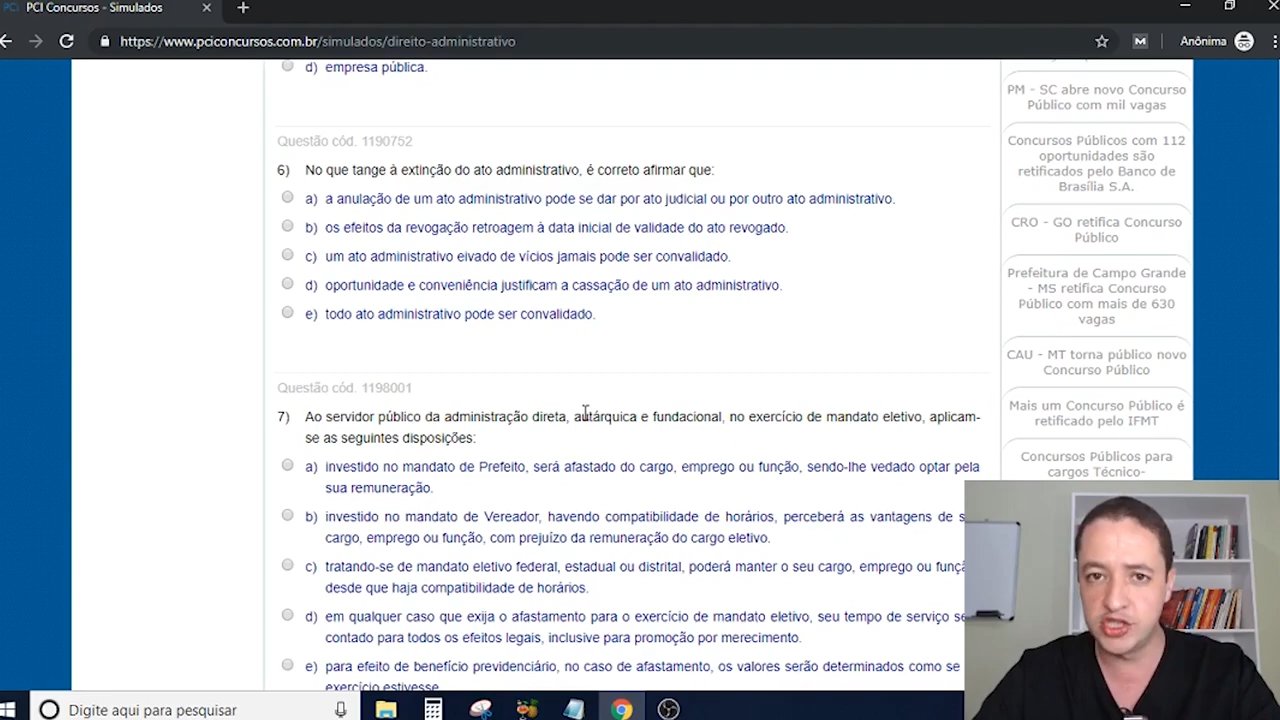 PCI Concursos - Simulados
https://www.pciconcursos.com.br/simulados/direito-administrativo
M
Anônima
d) empresa pública.
Questão cód. 1190752
6) No que tange à extinção do ato administrativo, é correto afirmar que:
a) a anulação de um ato administrativo pode se dar por ato judicial ou por outro ato administrativo.
b) os efeitos da revogação retroagem à data inicial de validade do ato revogado.
c) um ato administrativo eivado de vícios jamais pode ser convalidado.
d) oportunidade e conveniência justificam a cassação de um ato administrativo.
e) todo ato administrativo pode ser convalidado.
Questão cód. 1198001
7) Ao servidor público da administração direta, autárquica e fundacional, no exercício de mandato eletivo, aplicam-
se as seguintes disposições:
a) investido no mandato de Prefeito, será afastado do cargo, emprego ou função, sendo-lhe vedado optar pela
sua remuneração.
b) investido no mandato de Vereador, havendo compatibilidade de horários, perceberá as vantagens de s
cargo, emprego ou função, com prejuízo da remuneração do cargo eletivo.
c) tratando-se de mandato eletivo federal, estadual ou distrital, poderá manter o seu cargo, emprego ou funçã
desde que haja compatibilidade de horários.
d) em qualquer caso que exija o afastamento para o exercício de mandato eletivo, seu tempo de serviço se
contado para todos os efeitos legais, inclusive para promoção por merecimento.
e) para efeito de benefício previdenciário, no caso de afastamento, os valores serão determinados como se
exercício estivesse.
PM - SC abre novo Concurso
Público com mil vagas
Concursos Públicos com 112
oportunidades são
retificados pelo Banco de
Brasília S.A.
CRO - GO retifica Concurso
Público
Prefeitura de Campo Grande
- MS retifica Concurso
Público com mais de 630
vagas
CAU - MT torna público novo
Concurso Público
Mais um Concurso Público é
retificado pelo IFMT
Concursos Públicos para
cargos Técnico-
Digite aqui para pesquisar